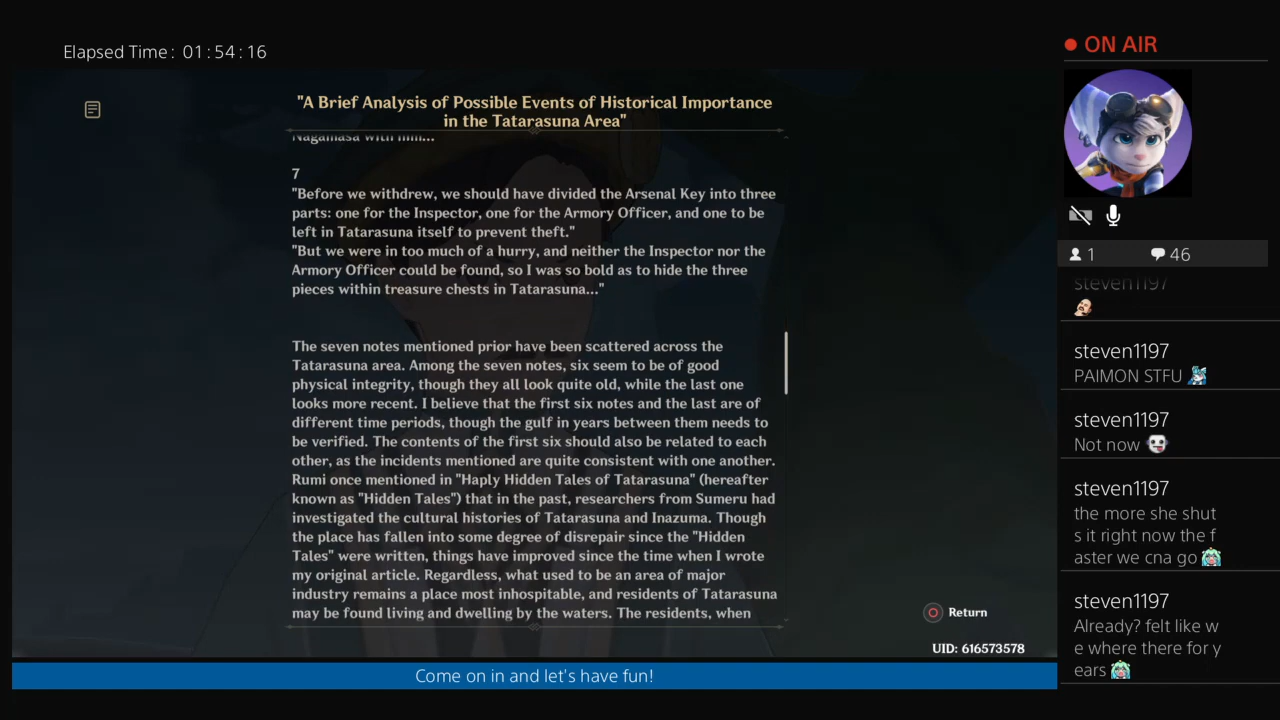 Elapsed Time: 01:54:16
ON AIR
"A Brief Analysis of Possible Events of Historical Importance
in the Tatarasuna Area"
Nagamasa with him...
7
"Before we withdrew, we should have divided the Arsenal Key into three
parts: one for the Inspector, one for the Armory Officer, and one to be
left in Tatarasuna itself to prevent theft."
"But we were in too much of a hurry, and neither the Inspector nor the
Armory Officer could be found, so I was so bold as to hide the three
pieces within treasure chests in Tatarasuna..."
The seven notes mentioned prior have been scattered across the
Tatarasuna area. Among the seven notes, six seem to be of good
physical integrity, though they all look quite old, while the last one
looks more recent. I believe that the first six notes and the last are of
different time periods, though the gulf in years between them needs to
be verified. The contents of the first six should also be related to each
other, as the incidents mentioned are quite consistent with one another.
Rumi once mentioned in "Haply Hidden Tales of Tatarasuna" (hereafter
known as "Hidden Tales") that in the past, researchers from Sumeru had
investigated the cultural histories of Tatarasuna and Inazuma. Though
the place has fallen into some degree of disrepair since the "Hidden
Tales" were written, things have improved since the time when I wrote
my original article. Regardless, what used to be an area of major
industry remains a place most inhospitable, and residents of Tatarasuna
may be found living and dwelling by the waters. The residents, when
Return
UID: 616573578
Come on in and let's have fun!
1
46
steven1197
steven1197
PAIMON STFU
steven1197
Not now
steven1197
the more she shut
s it right now the f
aster we cna go
steven1197
Already? felt like w
e where there for y
ears